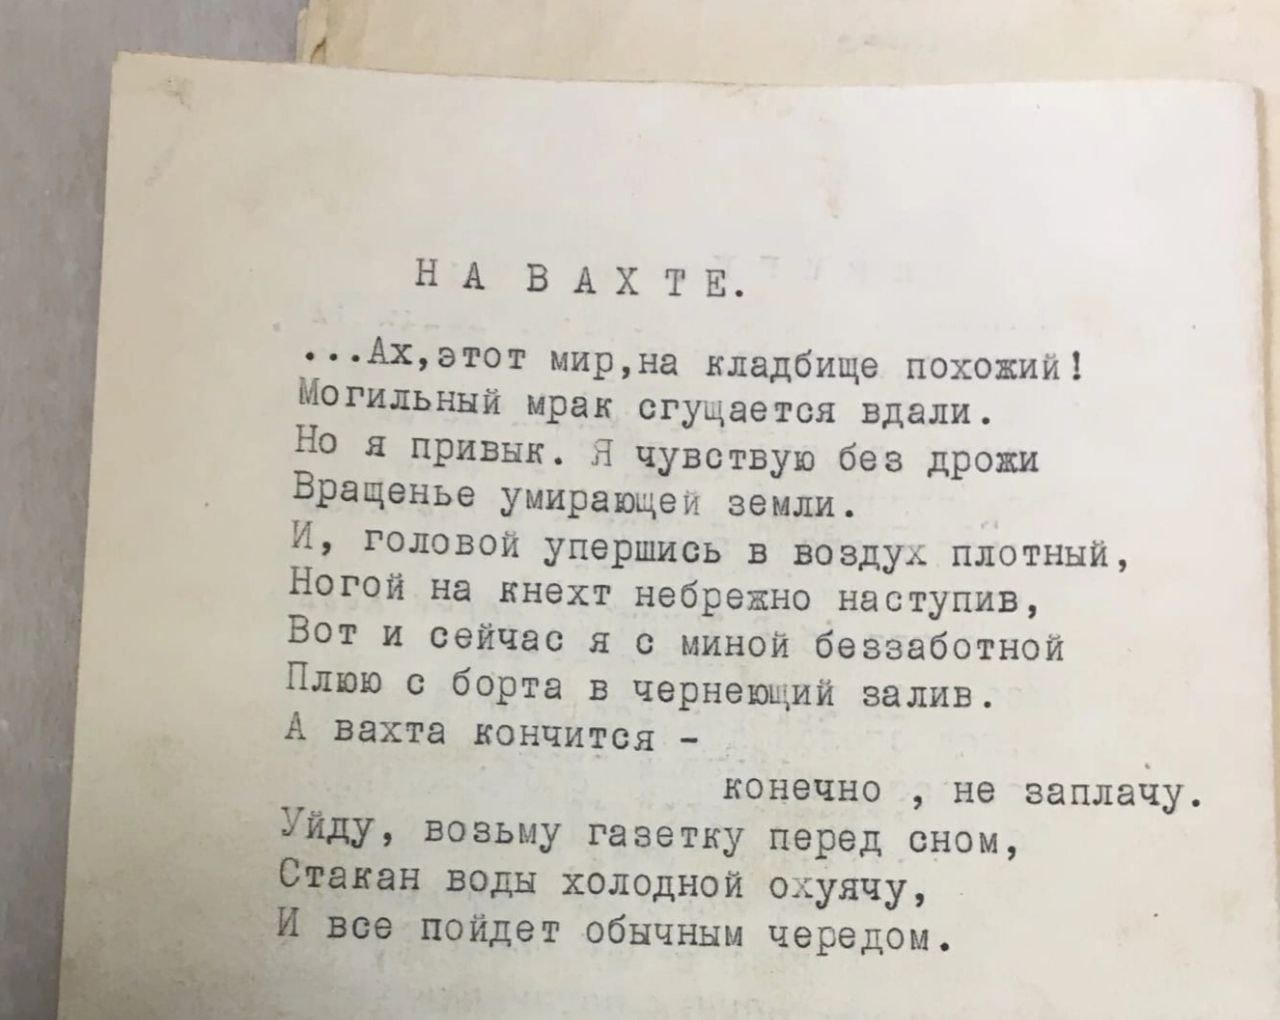 Н А  В А Х Т Е.
...Ах,этот мир,на кладбище похожий!
Могильный мрак сгущается вдали.
Но я привык. Я чувствую без дрожи
Вращенье умирающей земли.
И, головой упершись в воздух плотный,
Ногой на кнехт небрежно наступив,
Вот и сейчас я с миной беззаботной
Плюю с борта в чернеющий залив.
А вахта кончится -
конечно , не заплачу.
Уйду, возьму газетку перед сном,
Стакан воды холодной охуячу,
И все пойдет обычным чередом.